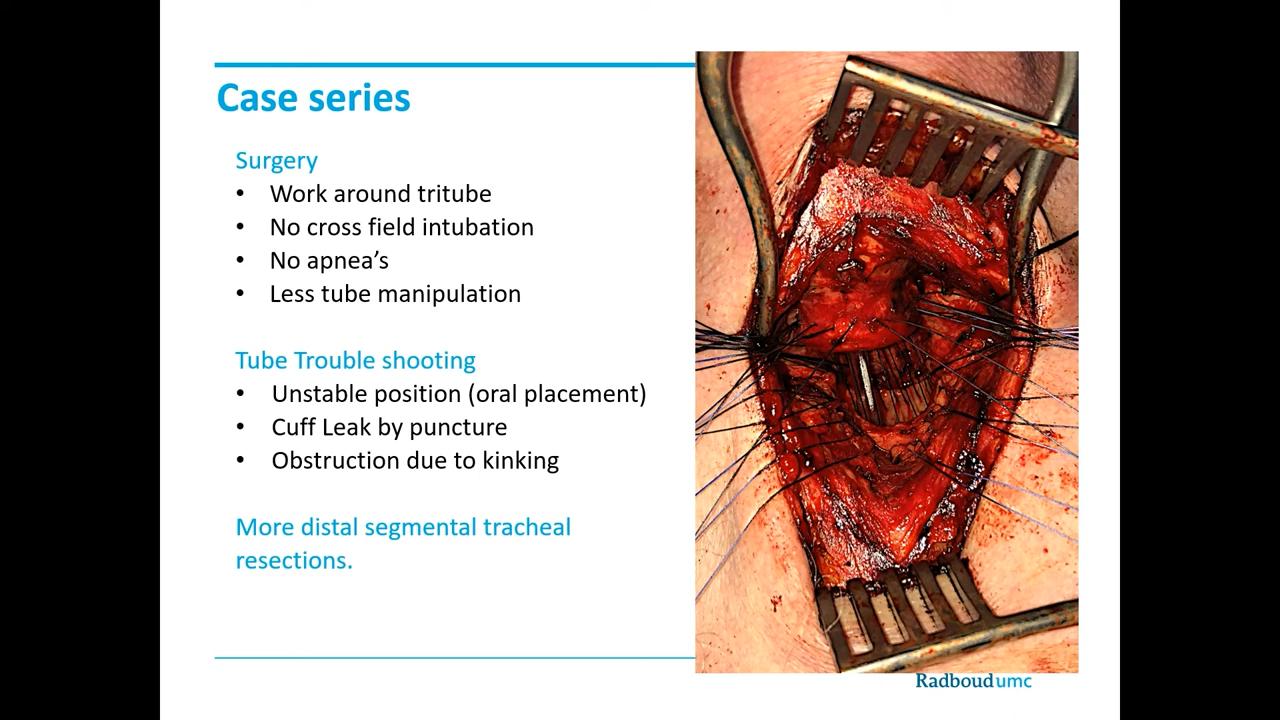 Case series
Surgery
• Work around tritube
• No cross field intubation
• No apnea’s
• Less tube manipulation
Tube Trouble shooting
• Unstable position (oral placement)
• Cuff Leak by puncture
• Obstruction due to kinking
More distal segmental tracheal
resections.
Radboudumc